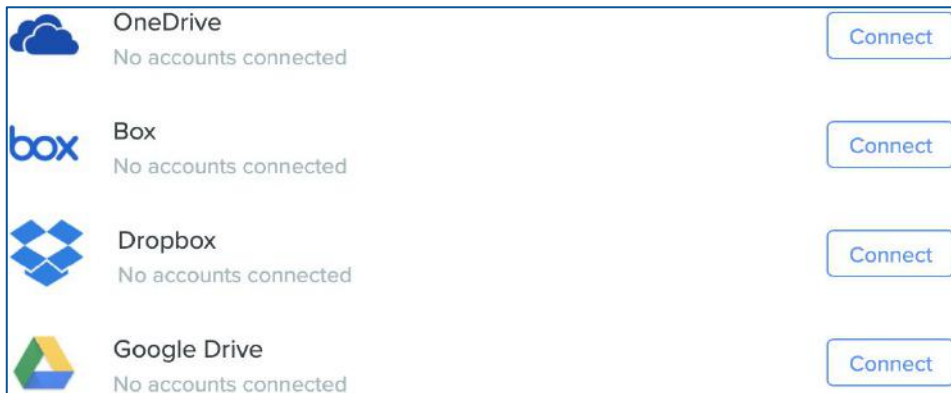 OneDrive
No accounts connected
Connect
box
Box
No accounts connected
Connect
Dropbox
No accounts connected
Connect
Google Drive
No accounts connected
Connect